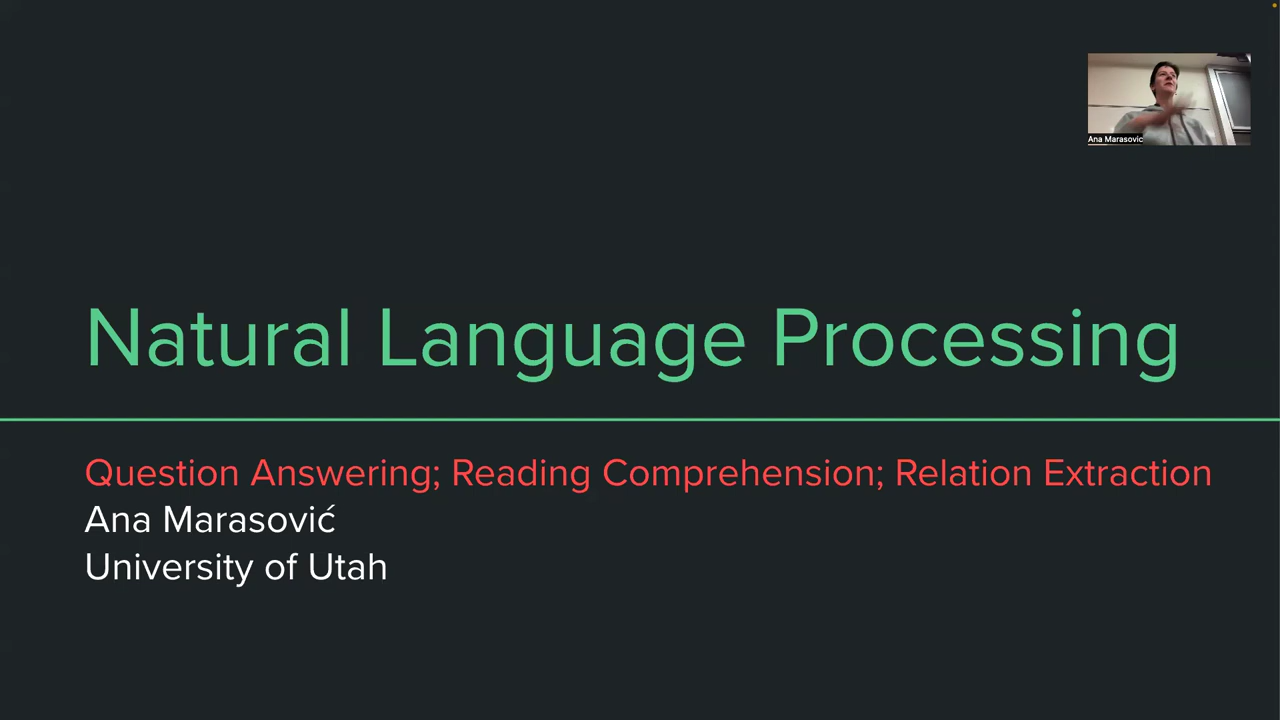 Ana Marasovic
Natural Language Processing
Question Answering; Reading Comprehension; Relation Extraction
Ana Marasović
University of Utah